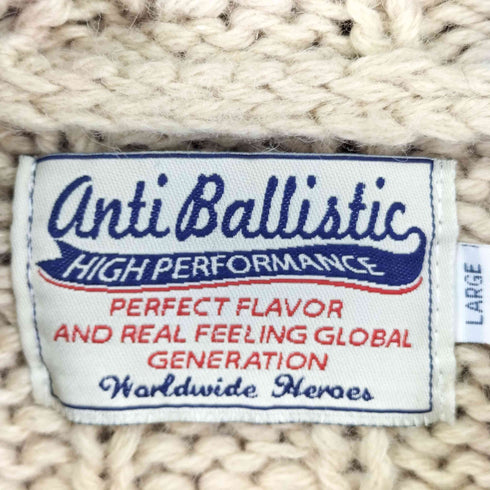 Anti Ballistic
HIGH PERFORMANCE
PERFECT FLAVOR
AND REAL FEELING GLOBAL
GENERATION
Worldwide Heroes
LARGE